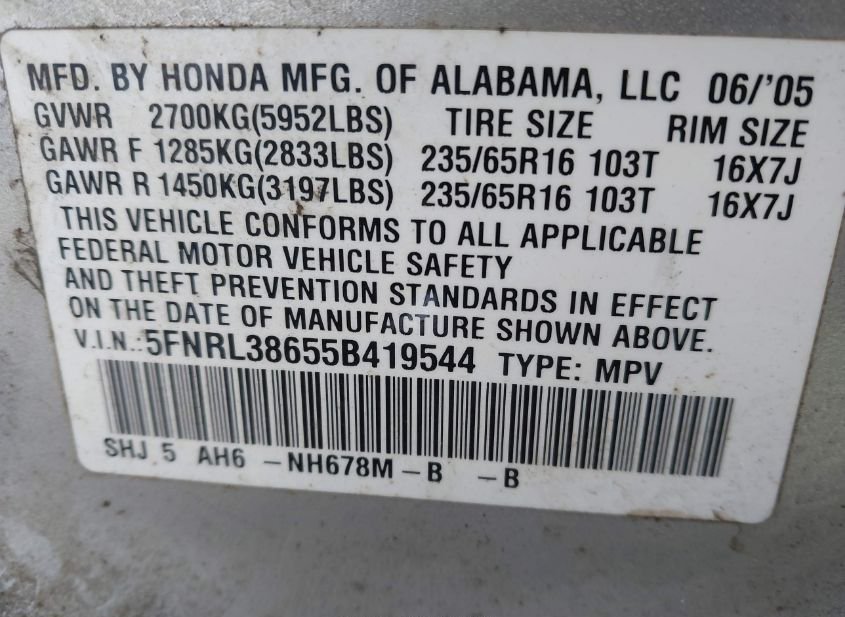 MFD. BY HONDA MFG. OF ALABAMA, LLC 06/'05
GVWR 2700KG(5952LBS) TIRE SIZE RIM SIZE
GAWR F 1285KG(2833LBS) 235/65R16 103T 16X7J
GAWR R 1450KG(3197LBS) 235/65R16 103T 16X7J
THIS VEHICLE CONFORMS TO ALL APPLICABLE
FEDERAL MOTOR VEHICLE SAFETY
AND THEFT PREVENTION STANDARDS IN EFFECT
ON THE DATE OF MANUFACTURE SHOWN ABOVE.
V.I.N.:5FNRL38655B419544 TYPE: MPV
SHJ 5 AH6 -NH678M-B -B